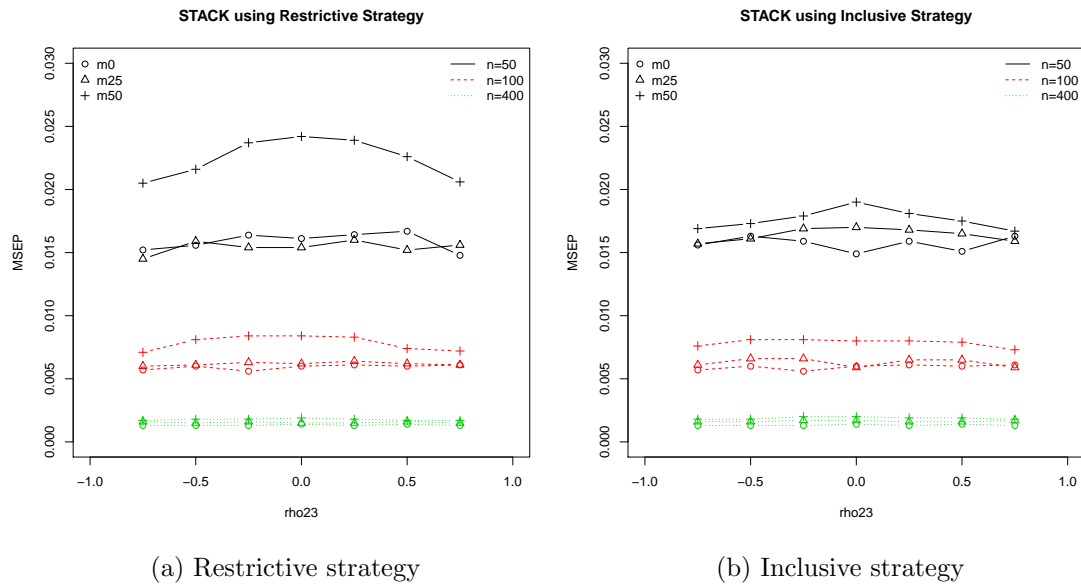 STACK using Restrictive Strategy
0.030
0.025
0.020
0.015
0.010
0.005
0.000
MSEP
m0
m25
m50
n=50
n=100
n=400
−1.0
−0.5
0.0
0.5
1.0
rho23
(a) Restrictive strategy
STACK using Inclusive Strategy
0.030
0.025
0.020
0.015
0.010
0.005
0.000
MSEP
m0
m25
m50
n=50
n=100
n=400
−1.0
−0.5
0.0
0.5
1.0
rho23
(b) Inclusive strategy